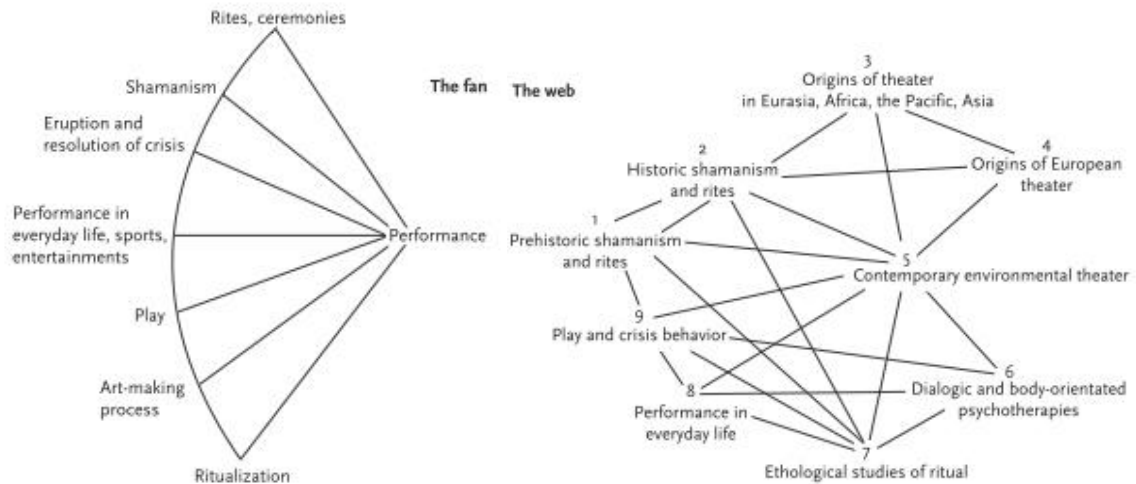 Rites, ceremonies
Shamanism
Eruption and
resolution of crisis
Performance in
everyday life, sports,
entertainments
Performance
Play
Art-making
process
Ritualization
The fan
The web
3
Origins of theater
in Eurasia, Africa, the Pacific, Asia
2
Historic shamanism
and rites
4
Origins of European
theater
1
Prehistoric shamanism
and rites
5
Contemporary environmental theater
9
Play and crisis behavior
6
Dialogic and body-orientated
psychotherapies
8
Performance in
everyday life
7
Ethological studies of ritual